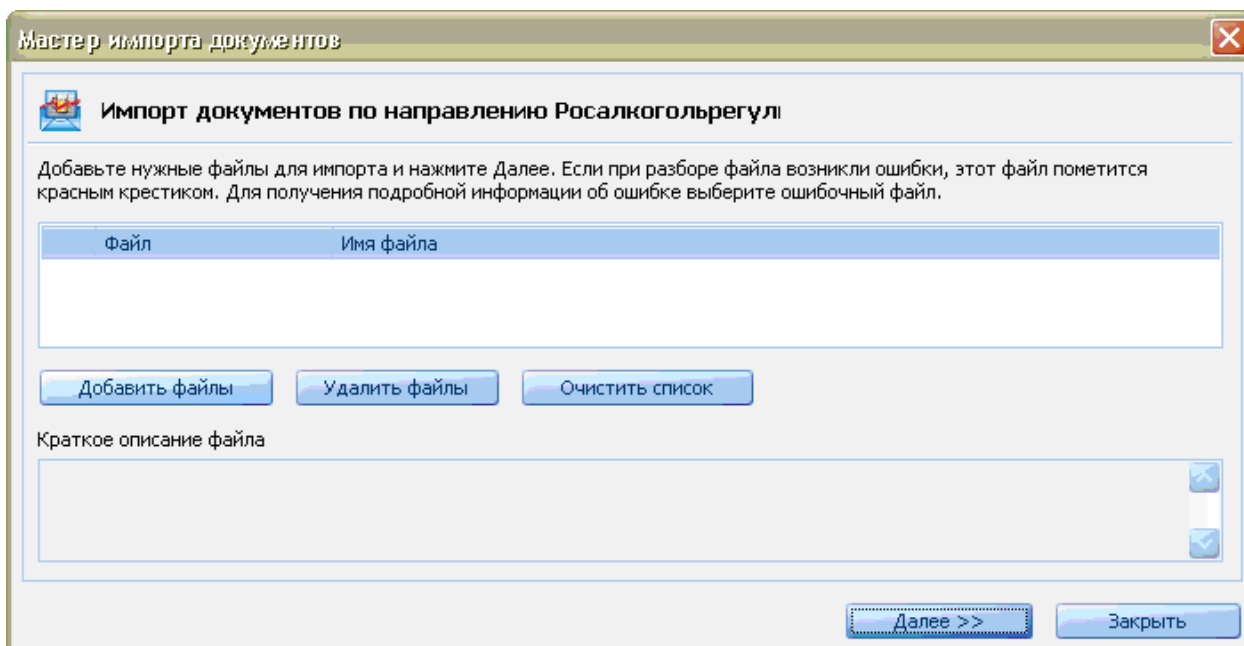 Мастер импорта документов
Импорт документов по направлению Росалкогольрегул
Добавьте нужные файлы для импорта и нажмите Далее. Если при разборе файла возникли ошибки, этот файл пометится
красным крестиком. Для получения подробной информации об ошибке выберите ошибочный файл.
Файл Имя файла
Добавить файлы Удалить файлы Очистить список
Краткое описание файла
Далее >> Закрыть